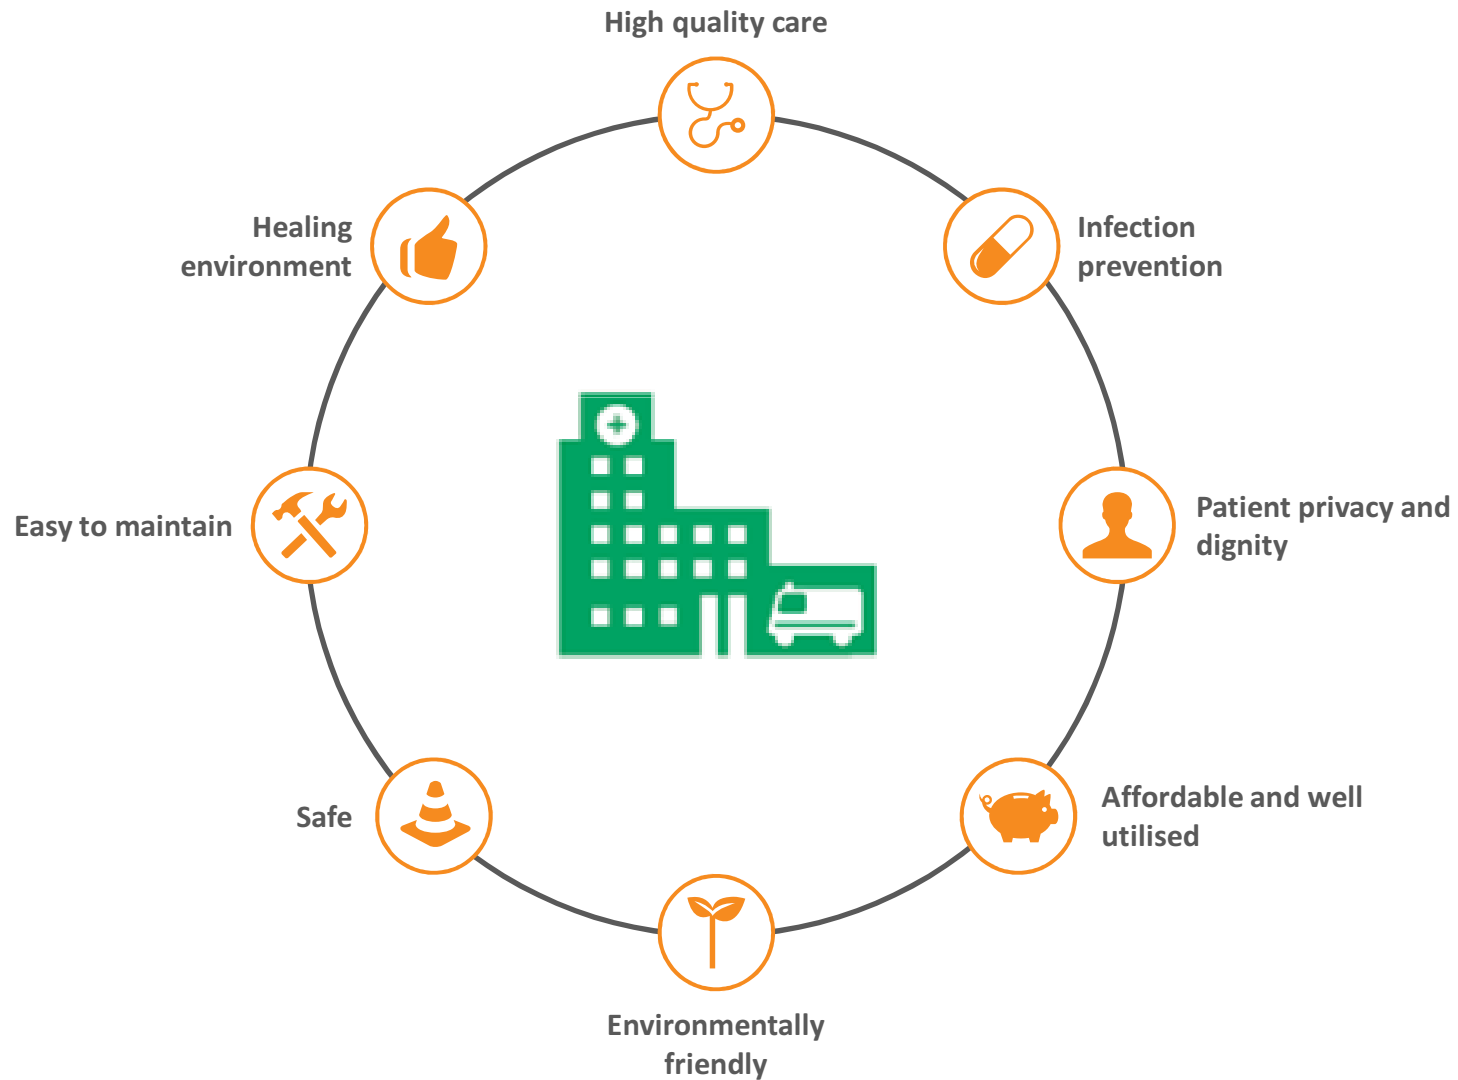 High quality care
Healing
environment
Infection
prevention
Easy to maintain
Patient privacy and
dignity
Safe
Affordable and well
utilised
Environmentally
friendly